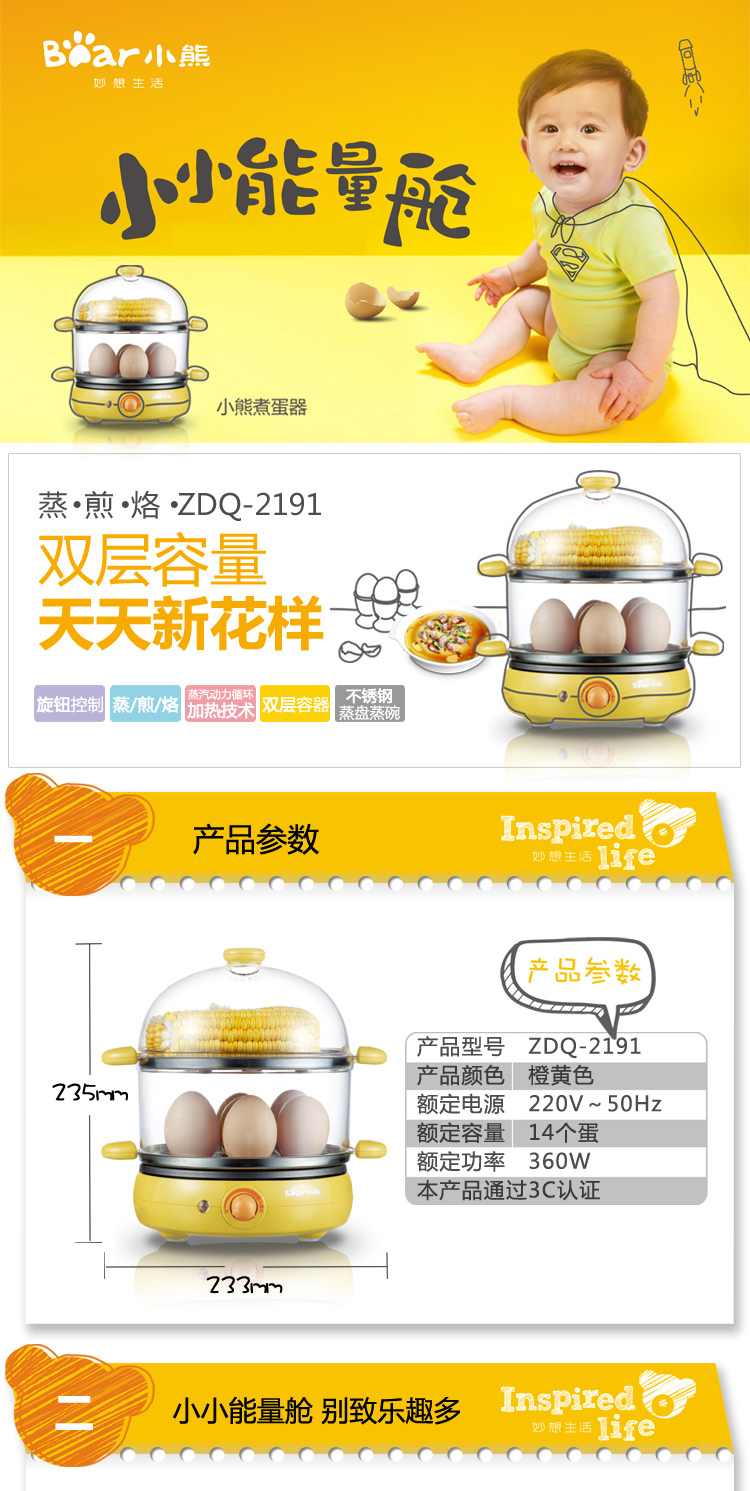 Bear小熊
妙想生活
小小能量舱
小熊煮蛋器
蒸•煎•烙•ZDQ-2191
双层容量
天天新花样
旋钮控制
蒸/煎/烙
蒸汽动力循环
加热技术
双层容器
不锈钢
蒸盘蒸碗
一
产品参数
Inspired
妙想生活 life
产品参数
235mm
产品型号 ZDQ-2191
产品颜色 橙黄色
额定电源 220V~50Hz
额定容量 14个蛋
额定功率 360W
本产品通过3C认证
233mm
二
小小能量舱 别致乐趣多
Inspired
妙想生活 life